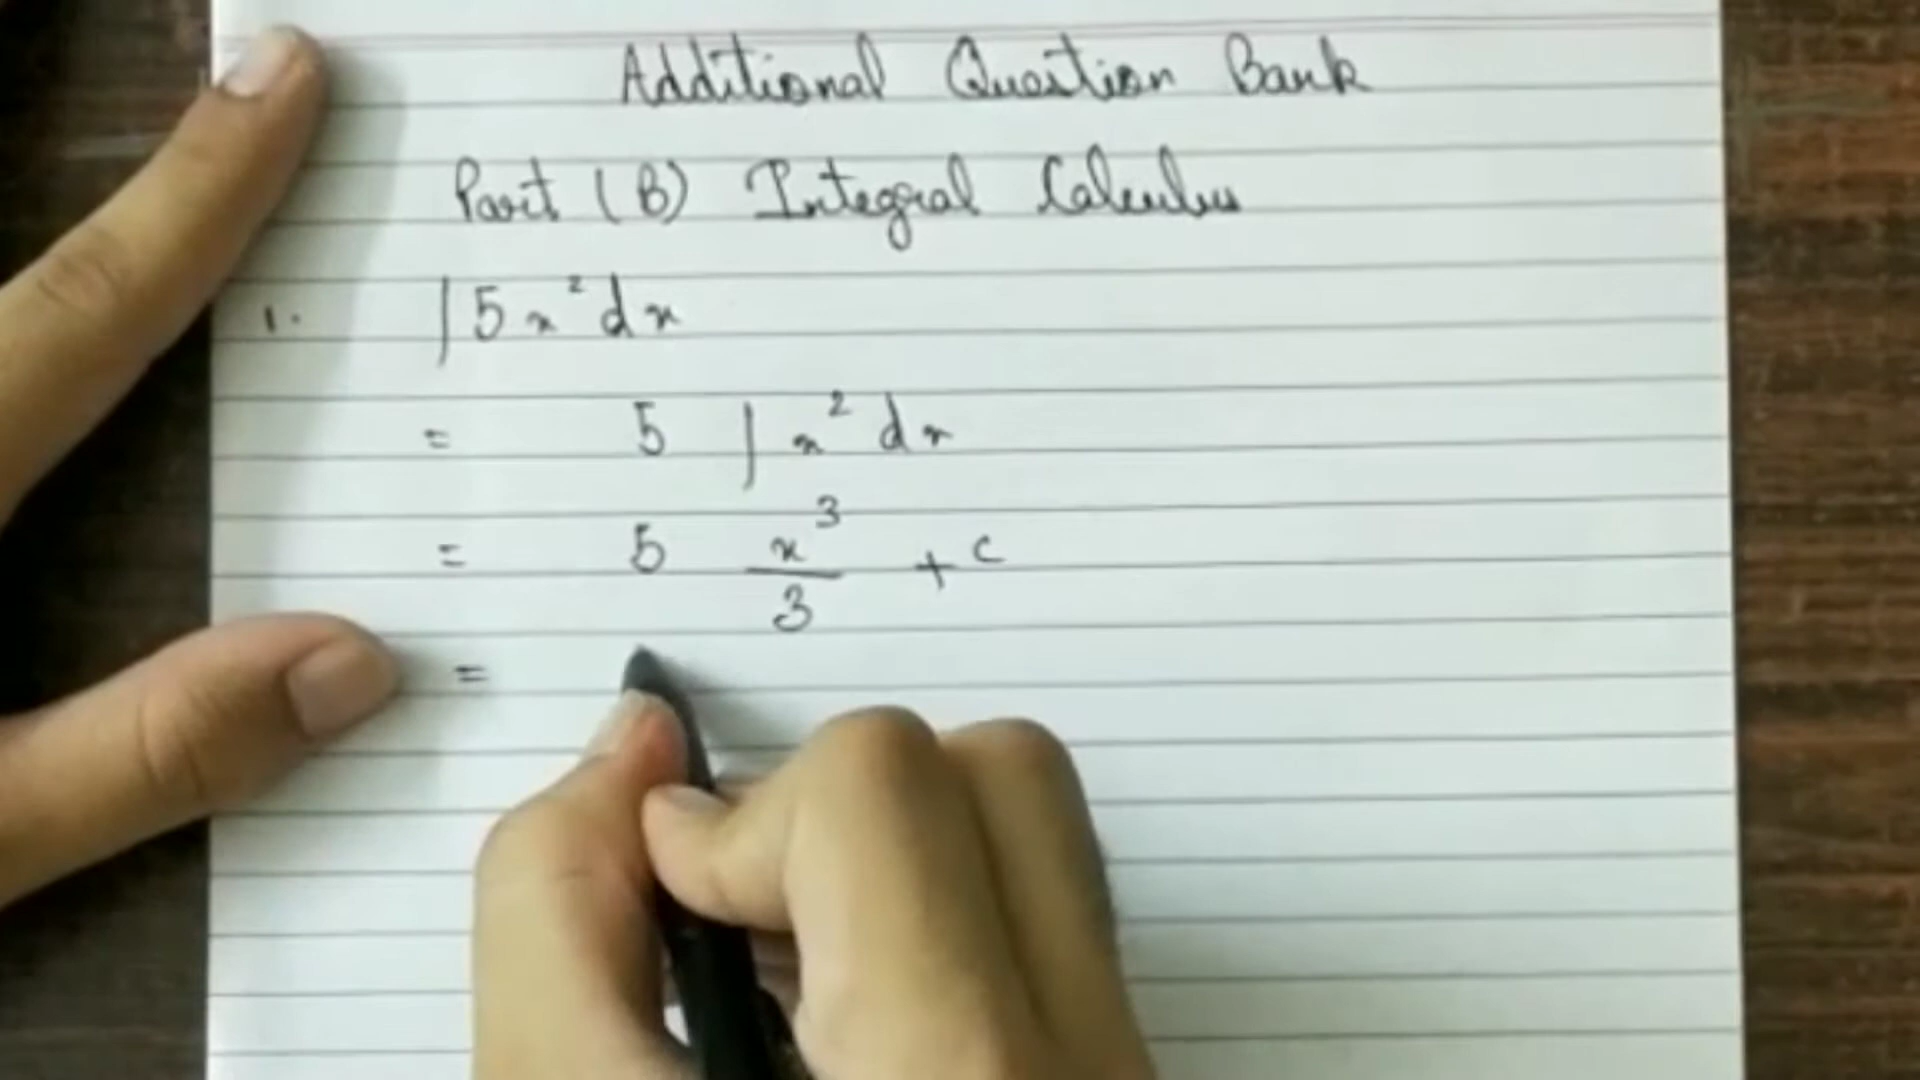 Additional Question Bank
Part (B) Integral Calculus
1. ∫5x²dx
= 5 ∫x²dx
= 5 x³/3 + c
=